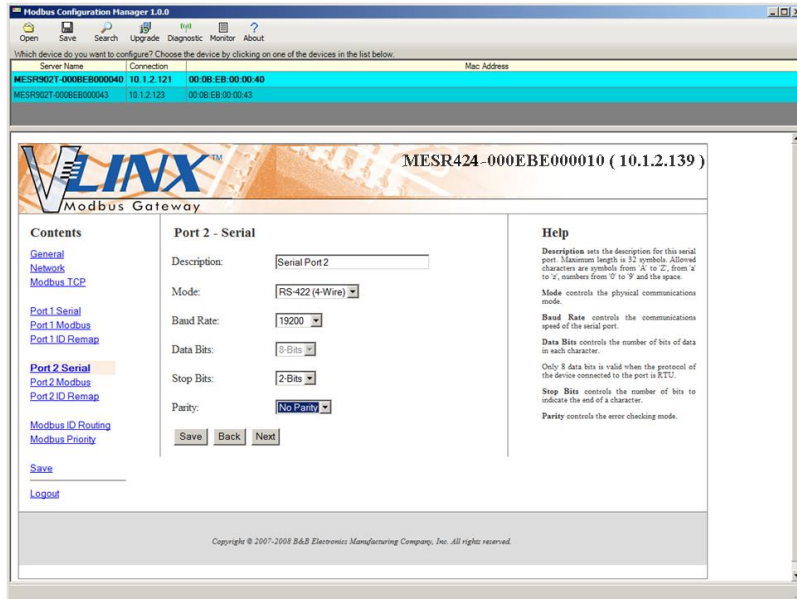 Modbus Configuration Manager 1.0.0
Open Save Search Upgrade Diagnostic Monitor About
Which device do you want to configure? Choose the device by clicking on one of the devices in the list below.
Server Name Connection Mac Address
MESR902T-000BEB000040 10.1.2.121 00:0B:EB:00:00:40
MESR902T-000BEB000043 10.1.2.123 00:0B:EB:00:00:43
VLINX TM
Modbus Gateway
MESR424-000EBE000010 ( 10.1.2.139 )
Contents
General
Network
Modbus TCP
Port 1 Serial
Port 1 Modbus
Port 1 ID Remap
Port 2 Serial
Port 2 Modbus
Port 2 ID Remap
Modbus ID Routing
Modbus Priority
Save
Logout
Port 2 - Serial
Description: Serial Port 2
Mode: RS-422 (4-Wire)
Baud Rate: 19200
Data Bits: 8-Bits
Stop Bits: 2-Bits
Parity: No Parity
Save Back Next
Help
Description sets the description for this serial
port. Maximum length is 32 symbols. Allowed
characters are symbols from 'A' to 'Z', from 'a'
to 'z', numbers from '0' to '9' and the space.
Mode controls the physical communications
mode.
Baud Rate controls the communications
speed of the serial port.
Data Bits controls the number of bits of data
in each character.
Only 8 data bits is valid when the protocol of
the device connected to the port is RTU.
Stop Bits controls the number of bits to
indicate the end of a character.
Parity controls the error checking mode.
Copyright © 2007-2008 B&B Electronics Manufacturing Company, Inc. All rights reserved.